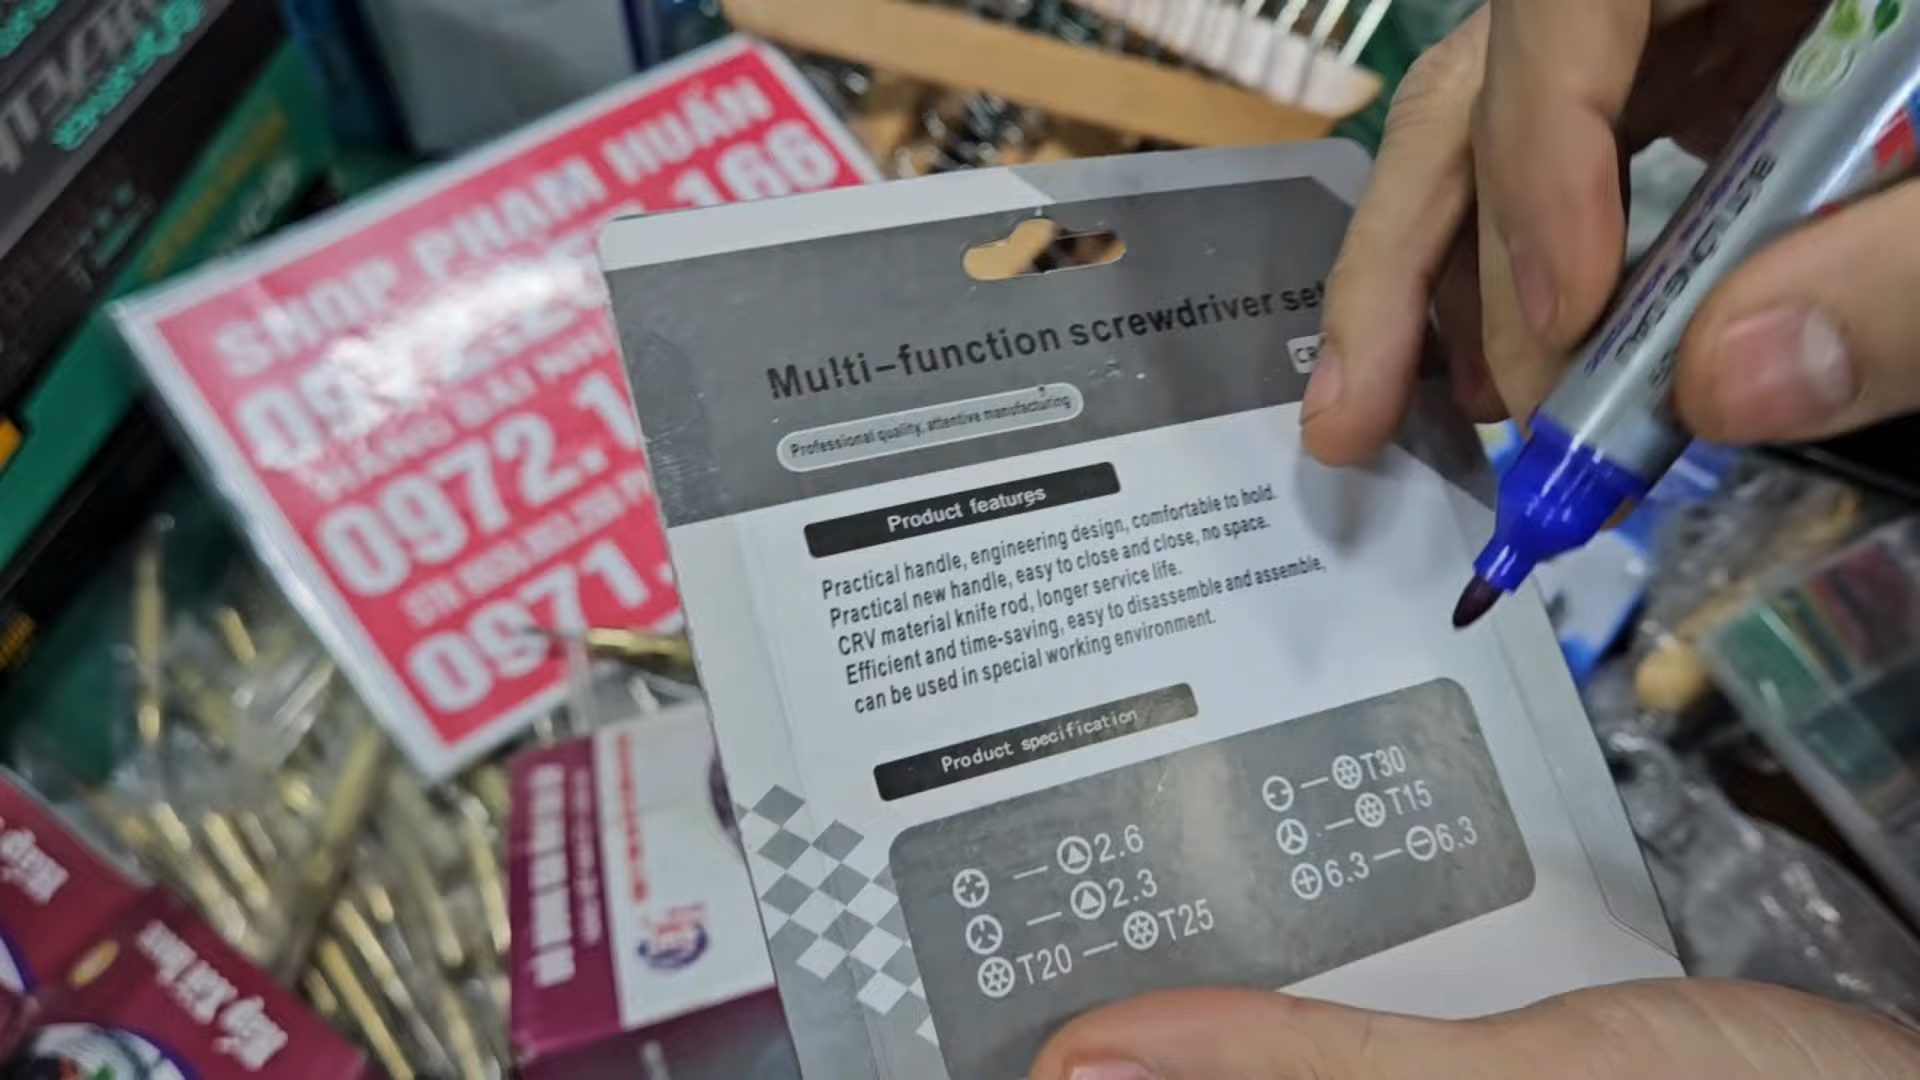 SHOP PHẠM HUẤN
166
0972.1
0971.
Multi-function screwdriver set
Professional quality, attentive manufacturing
Product features
Practical handle, engineering design, comfortable to hold.
Practical new handle, easy to close and close, no space.
CRV material knife rod, longer service life.
Efficient and time-saving, easy to disassemble and assemble,
can be used in special working environment.
Product specification
2.6
2.3
T20 — T25
T30
T15
6.3 — 6.3